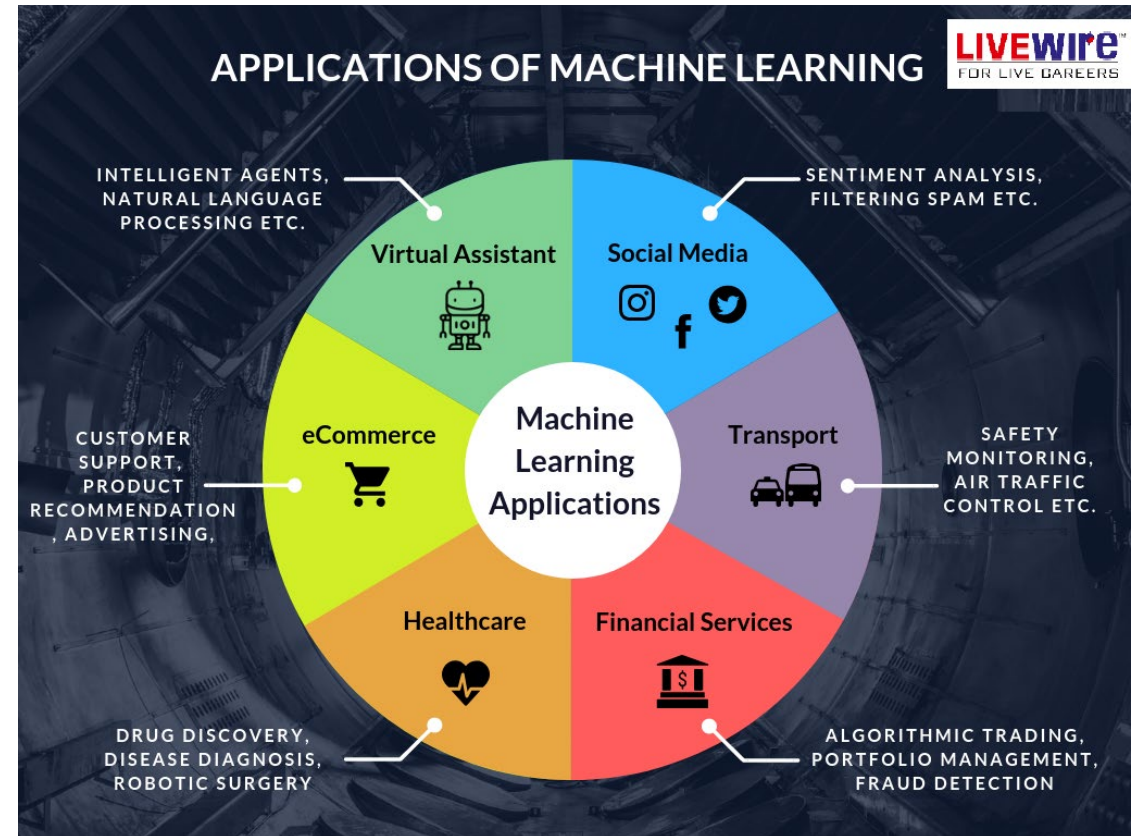 APPLICATIONS OF MACHINE LEARNING
LIVEWIRE™
FOR LIVE CAREERS
INTELLIGENT AGENTS,
NATURAL LANGUAGE
PROCESSING ETC.
SENTIMENT ANALYSIS,
FILTERING SPAM ETC.
Virtual Assistant
Social Media
CUSTOMER
SUPPORT,
PRODUCT
RECOMMENDATION
, ADVERTISING,
eCommerce
Machine
Learning
Applications
Transport
SAFETY
MONITORING,
AIR TRAFFIC
CONTROL ETC.
Healthcare
Financial Services
$
DRUG DISCOVERY,
DISEASE DIAGNOSIS,
ROBOTIC SURGERY
ALGORITHMIC TRADING,
PORTFOLIO MANAGEMENT,
FRAUD DETECTION